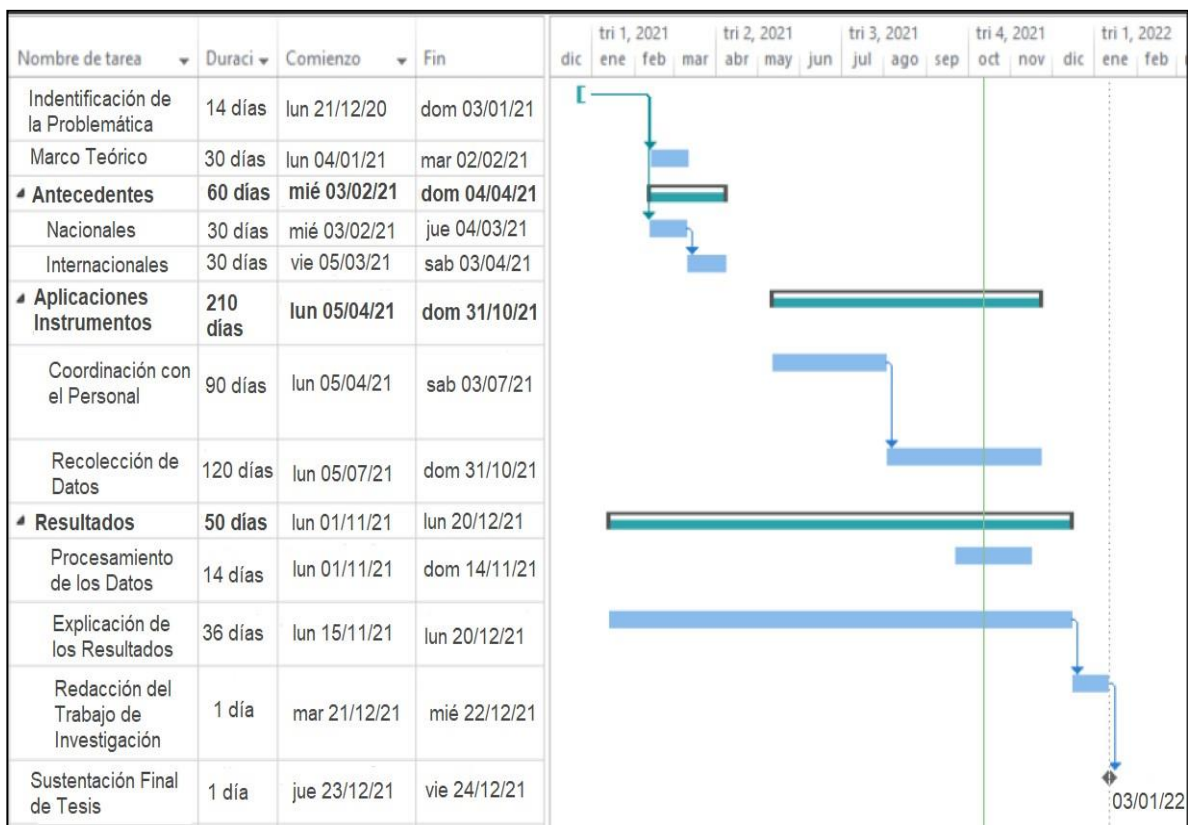 tri 1, 2021 tri 2, 2021 tri 3, 2021 tri 4, 2021 tri 1, 2022
Nombre de tarea Duraci Comienzo Fin dic ene feb mar abr may jun jul ago sep oct nov dic ene feb
Indentificación de
la Problemática 14 días lun 21/12/20 dom 03/01/21
Marco Teórico 30 días lun 04/01/21 mar 02/02/21
Antecedentes 60 días mié 03/02/21 dom 04/04/21
Nacionales 30 días mié 03/02/21 jue 04/03/21
Internacionales 30 días vie 05/03/21 sab 03/04/21
Aplicaciones
Instrumentos 210 días lun 05/04/21 dom 31/10/21
Coordinación con
el Personal 90 días lun 05/04/21 sab 03/07/21
Recolección de
Datos 120 días lun 05/07/21 dom 31/10/21
Resultados 50 días lun 01/11/21 lun 20/12/21
Procesamiento
de los Datos 14 días lun 01/11/21 dom 14/11/21
Explicación de
los Resultados 36 días lun 15/11/21 lun 20/12/21
Redacción del
Trabajo de
Investigación 1 día mar 21/12/21 mié 22/12/21
Sustentación Final
de Tesis 1 día jue 23/12/21 vie 24/12/21
03/01/22